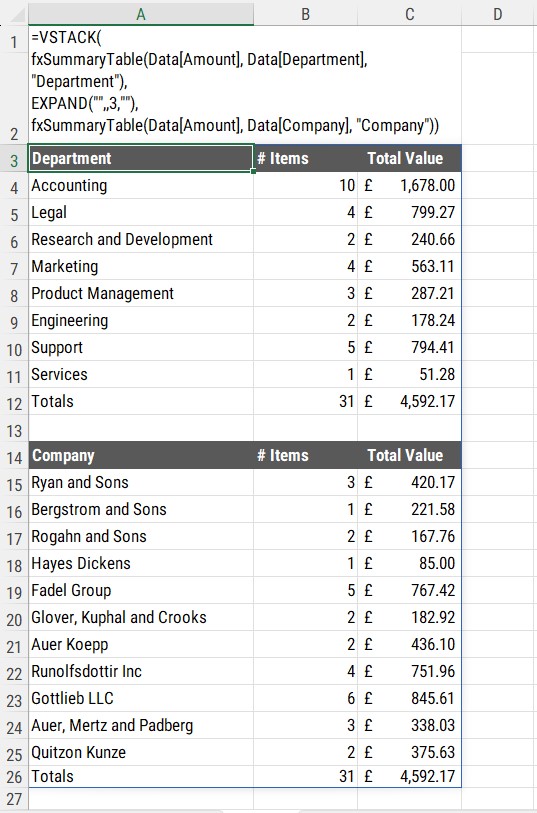 A B C D
1 =VSTACK(
fxSummaryTable(Data[Amount], Data[Department],
"Department"),
EXPAND("",,3,""),
2 fxSummaryTable(Data[Amount], Data[Company], "Company"))
3 Department # Items Total Value
4 Accounting 10 £ 1,678.00
5 Legal 4 £ 799.27
6 Research and Development 2 £ 240.66
7 Marketing 4 £ 563.11
8 Product Management 3 £ 287.21
9 Engineering 2 £ 178.24
10 Support 5 £ 794.41
11 Services 1 £ 51.28
12 Totals 31 £ 4,592.17
13
14 Company # Items Total Value
15 Ryan and Sons 3 £ 420.17
16 Bergstrom and Sons 1 £ 221.58
17 Rogahn and Sons 2 £ 167.76
18 Hayes Dickens 1 £ 85.00
19 Fadel Group 5 £ 767.42
20 Glover, Kuphal and Crooks 2 £ 182.92
21 Auer Koepp 2 £ 436.10
22 Runolfsdottir Inc 4 £ 751.96
23 Gottlieb LLC 6 £ 845.61
24 Auer, Mertz and Padberg 3 £ 338.03
25 Quitzon Kunze 2 £ 375.63
26 Totals 31 £ 4,592.17
27